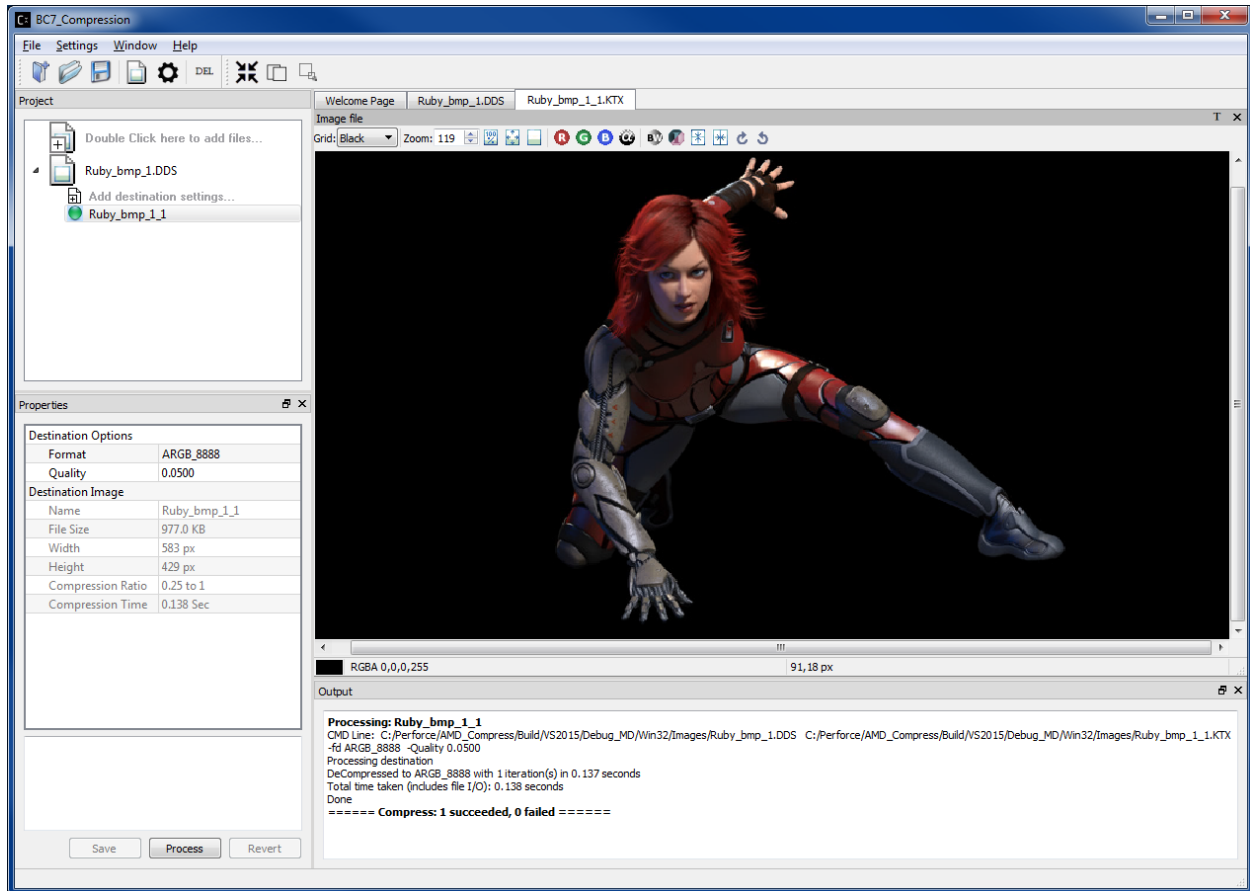 BC7_Compression
File Settings Window Help
DEL
Project
Double Click here to add files...
Ruby_bmp_1.DDS
Add destination settings...
Ruby_bmp_1_1
Properties
Destination Options
Format ARGB_8888
Quality 0.0500
Destination Image
Name Ruby_bmp_1_1
File Size 977.0 KB
Width 583 px
Height 429 px
Compression Ratio 0.25 to 1
Compression Time 0.138 Sec
Save Process Revert
Welcome Page Ruby_bmp_1.DDS Ruby_bmp_1_1.KTX
Image file T
Grid: Black Zoom: 119 R G B
RGBA 0,0,0,255 91,18 px
Output
Processing: Ruby_bmp_1_1
CMD Line: C:/Perforce/AMD_Compress/Build/VS2015/Debug_MD/Win32/Images/Ruby_bmp_1.DDS C:/Perforce/AMD_Compress/Build/VS2015/Debug_MD/Win32/Images/Ruby_bmp_1_1.KTX
-fd ARGB_8888 -Quality 0.0500
Processing destination
DeCompressed to ARGB_8888 with 1 iteration(s) in 0.137 seconds
Total time taken (includes file I/O): 0.138 seconds
Done
====== Compress: 1 succeeded, 0 failed ======